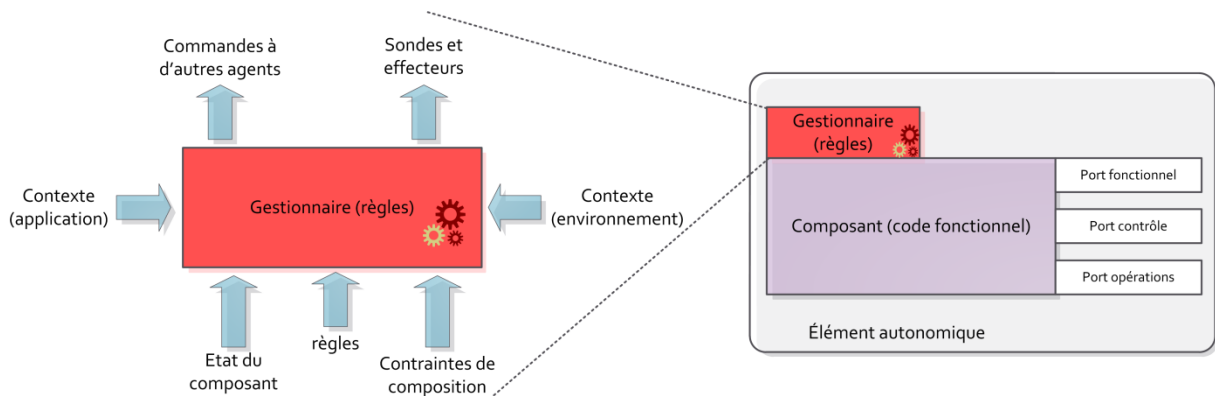 Commandes à
d'autres agents
Sondes et
effecteurs
Contexte
(application)
Gestionnaire (règles)
Contexte
(environnement)
Etat du
composant
règles
Contraintes de
composition
Gestionnaire
(règles)
Composant (code fonctionnel)
Port fonctionnel
Port contrôle
Port opérations
Élément autonomique